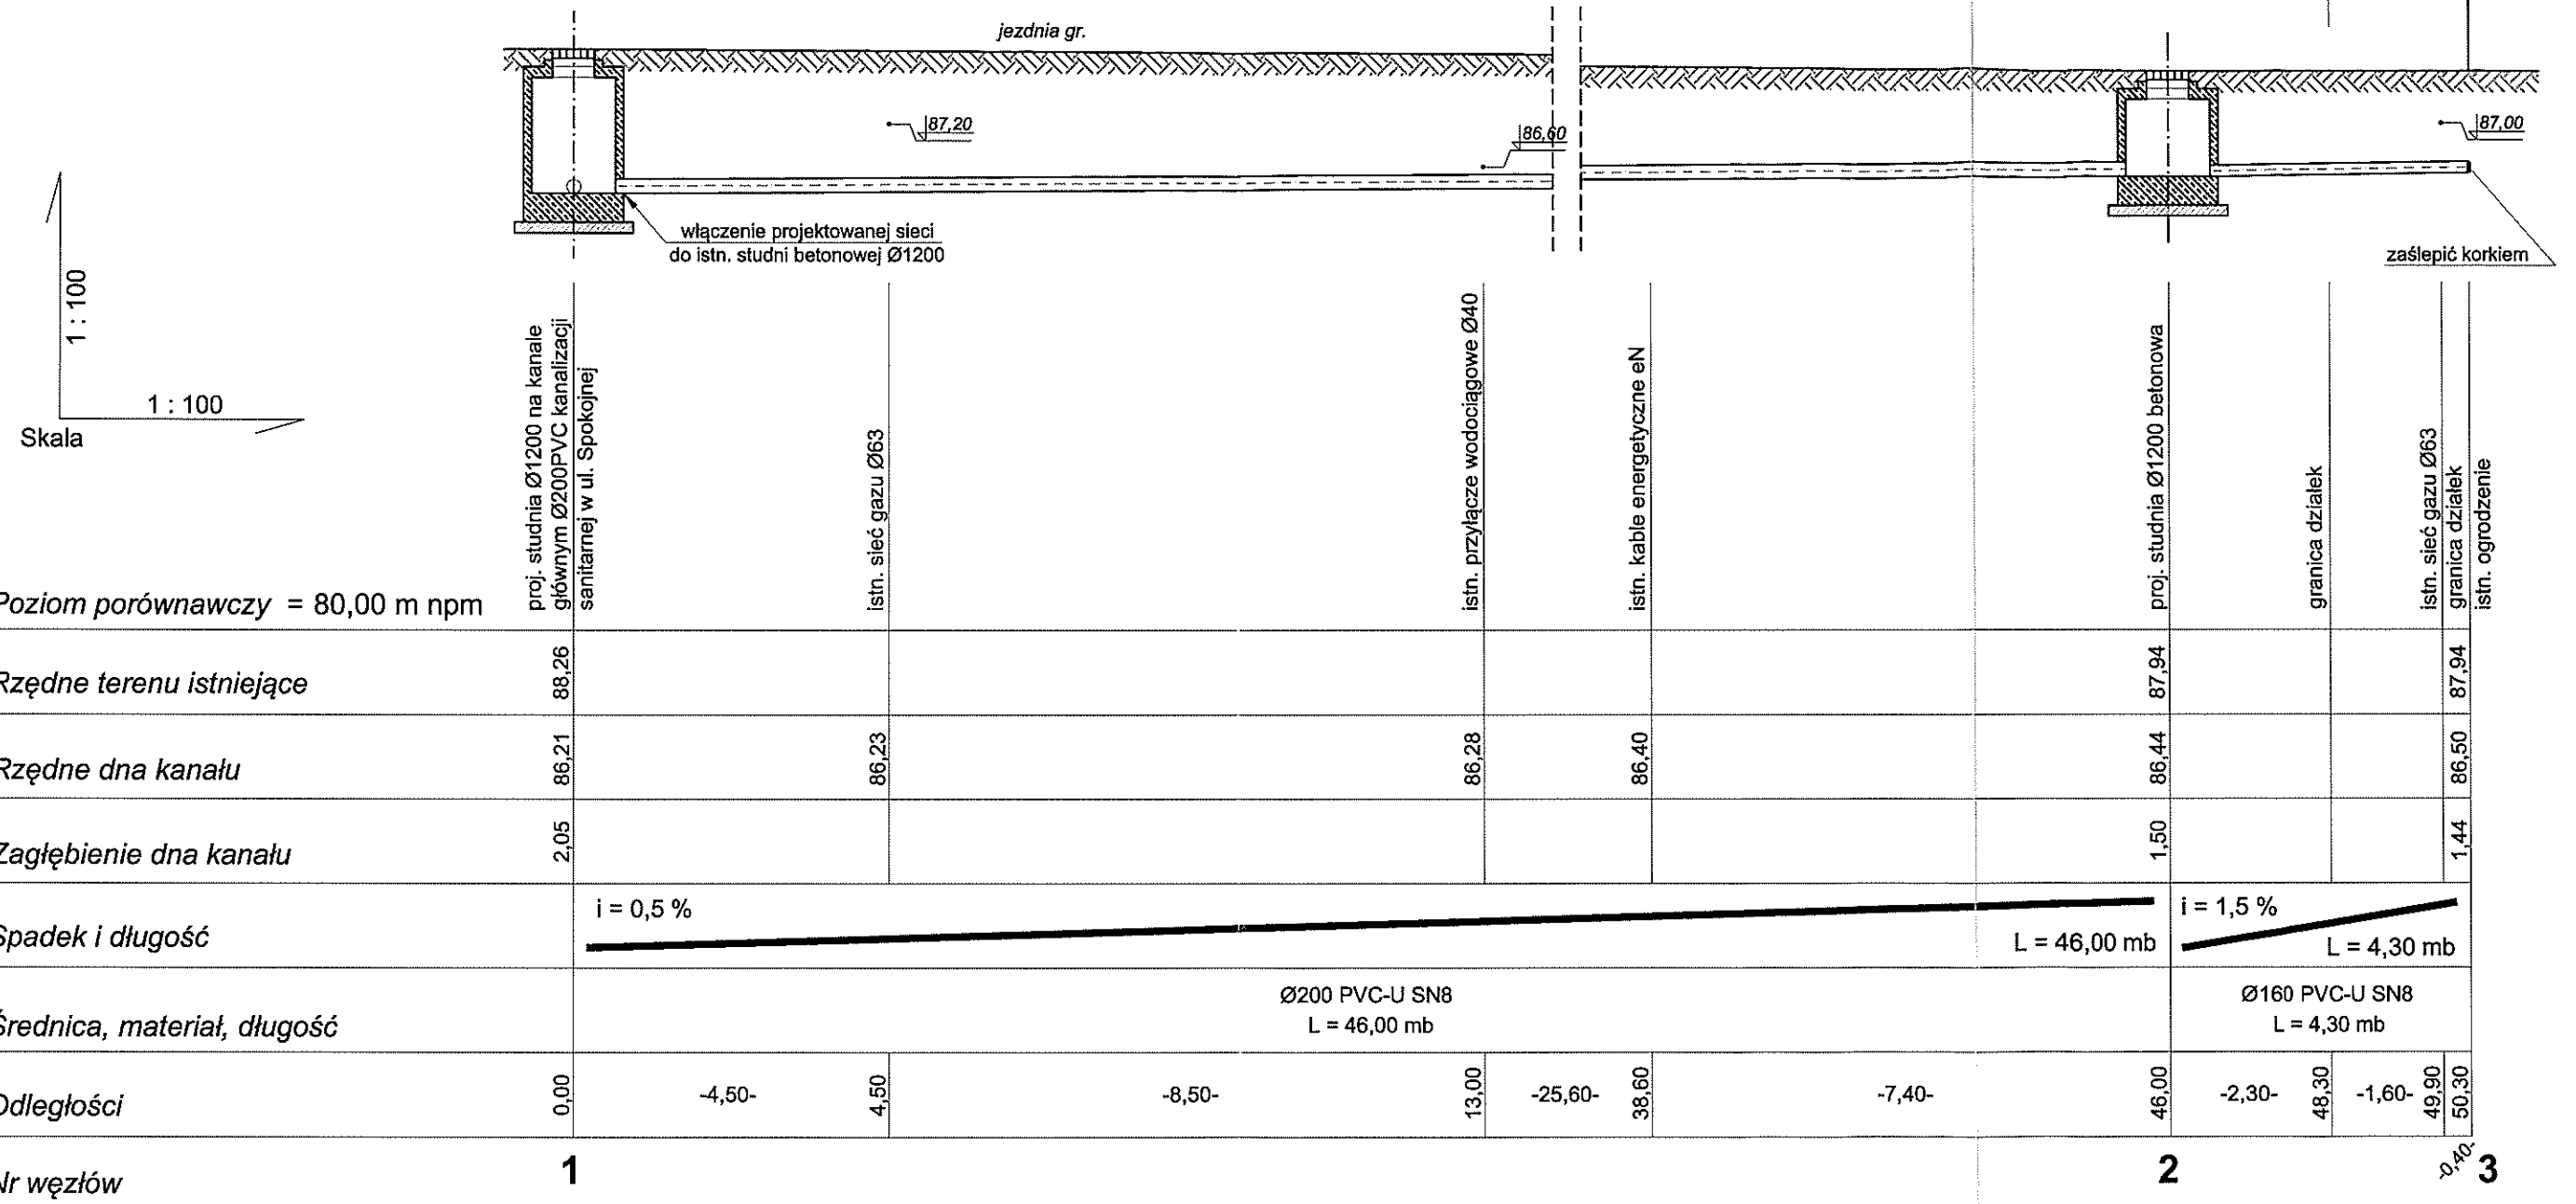 jezdnia gr.
87,20
86,60
87,00
włączenie projektowanej sieci
do istn. studni betonowej Ø1200
zaślepić korkiem
1 : 100
1 : 100
Skala
proj. studnia Ø1200 na kanale
głównym Ø200PVC kanalizacji
sanitarnej w ul. Spokojnej
istn. sieć gazu Ø63
istn. przyłącze wodociągowe Ø40
istn. kable energetyczne eN
proj. studnia Ø1200 betonowa
granica działek
istn. sieć gazu Ø63
granica działek
istn. ogrodzenie
Poziom porównawczy = 80,00 m npm
Rzędne terenu istniejące
88,26
87,94
87,94
Rzędne dna kanału
86,21
86,23
86,28
86,40
86,44
86,50
Zagłębienie dna kanału
2,05
1,50
1,44
Spadek i długość
i = 0,5 %
L = 46,00 mb
i = 1,5 %
L = 4,30 mb
Średnica, materiał, długość
Ø200 PVC-U SN8
L = 46,00 mb
Ø160 PVC-U SN8
L = 4,30 mb
Odległości
0,00
-4,50-
4,50
-8,50-
13,00
-25,60-
38,60
-7,40-
46,00
-2,30-
48,30
-1,60-
49,90
50,30
-0,40-
Nr węzłów
1
2
3